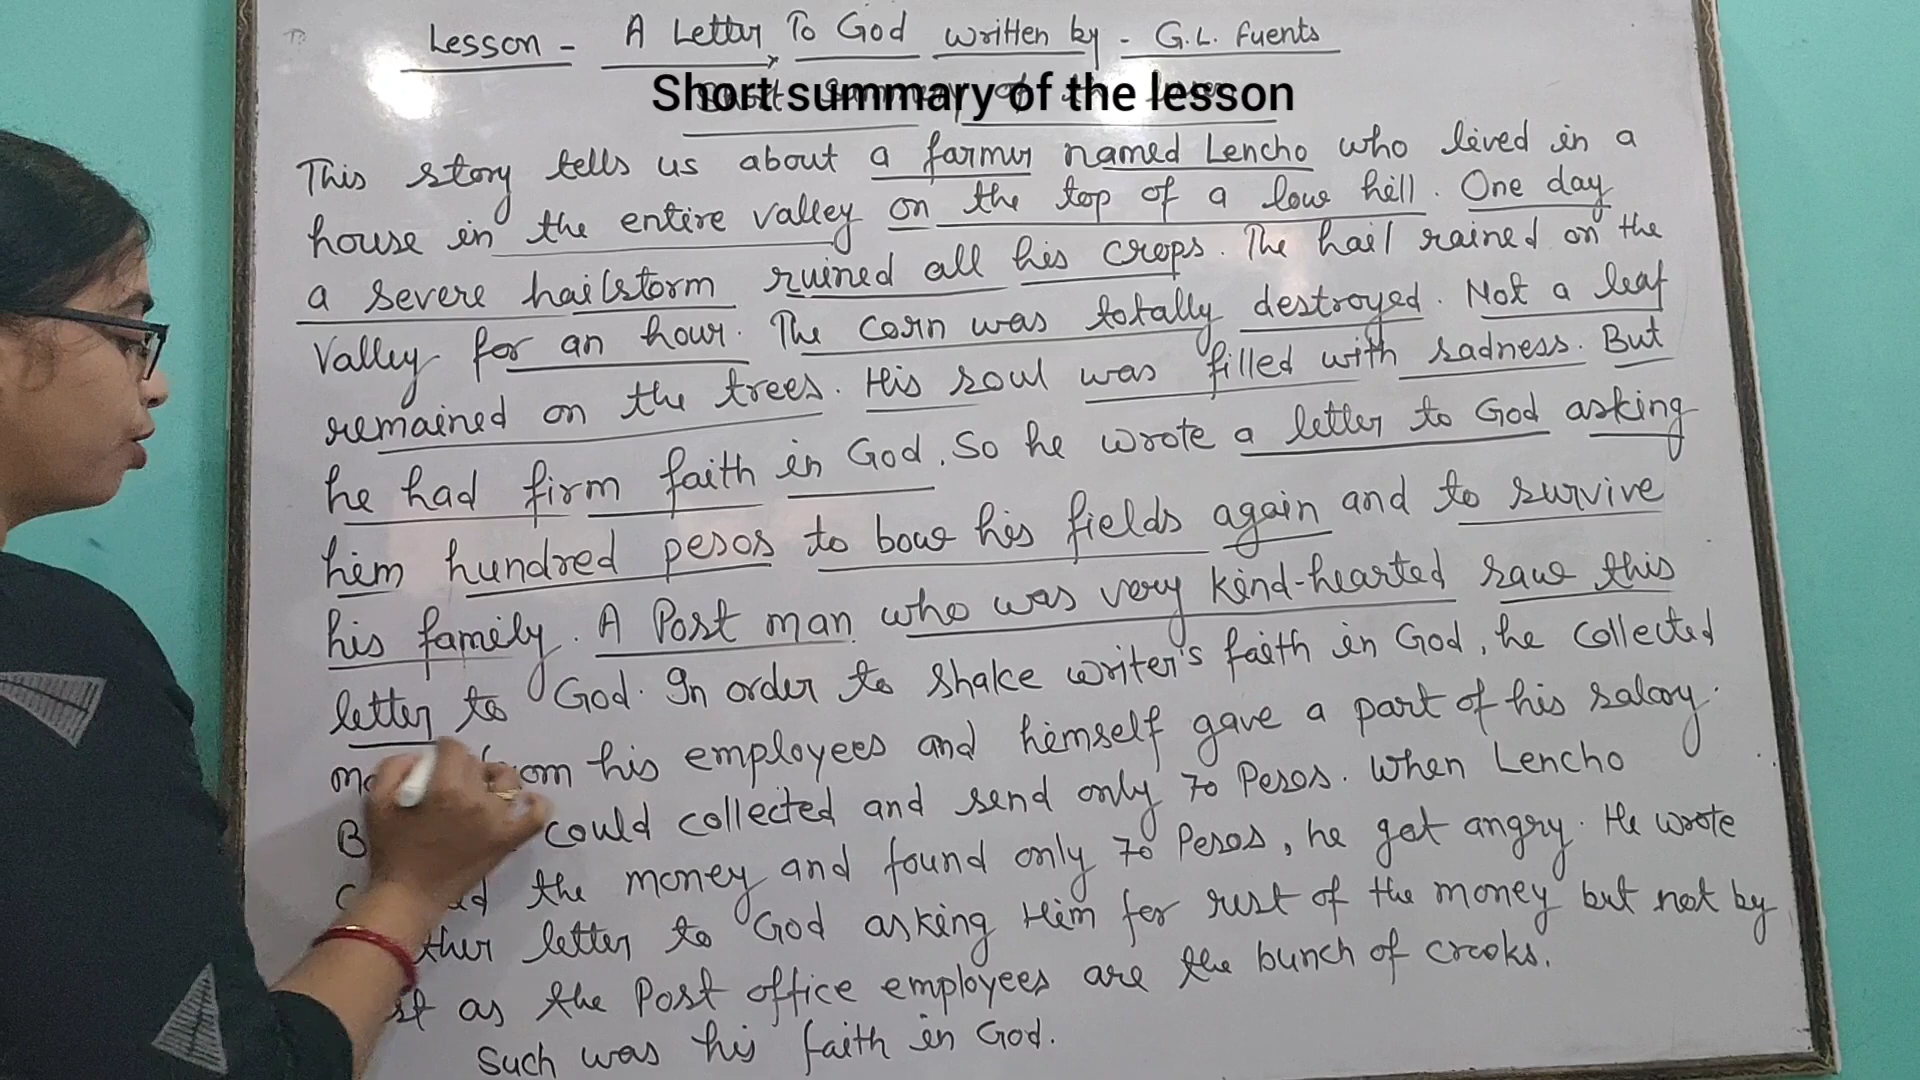 Lesson - A Letter To God written by - G.L. Fuents
Short summary of the lesson
This story tells us about a farmer named Lencho who lived in a
house in the entire valley on the top of a low hill. One day
a severe hailstorm ruined all his crops. The hail rained on the
valley for an hour. The corn was totally destroyed. Not a leaf
remained on the trees. His soul was filled with sadness. But
he had firm faith in God. So he wrote a letter to God asking
him hundred pesos to bow his fields again and to survive
his family. A Post man who was very kind-hearted saw this
letter to God. In order to shake writer's faith in God, he collected
from his employees and himself gave a part of his salary.
could collected and send only 70 Pesos. When Lencho
the money and found only 70 Pesos, he got angry. He wrote
letter to God asking Him for rest of the money but not by
as the Post office employees are the bunch of crooks.
Such was his faith in God.